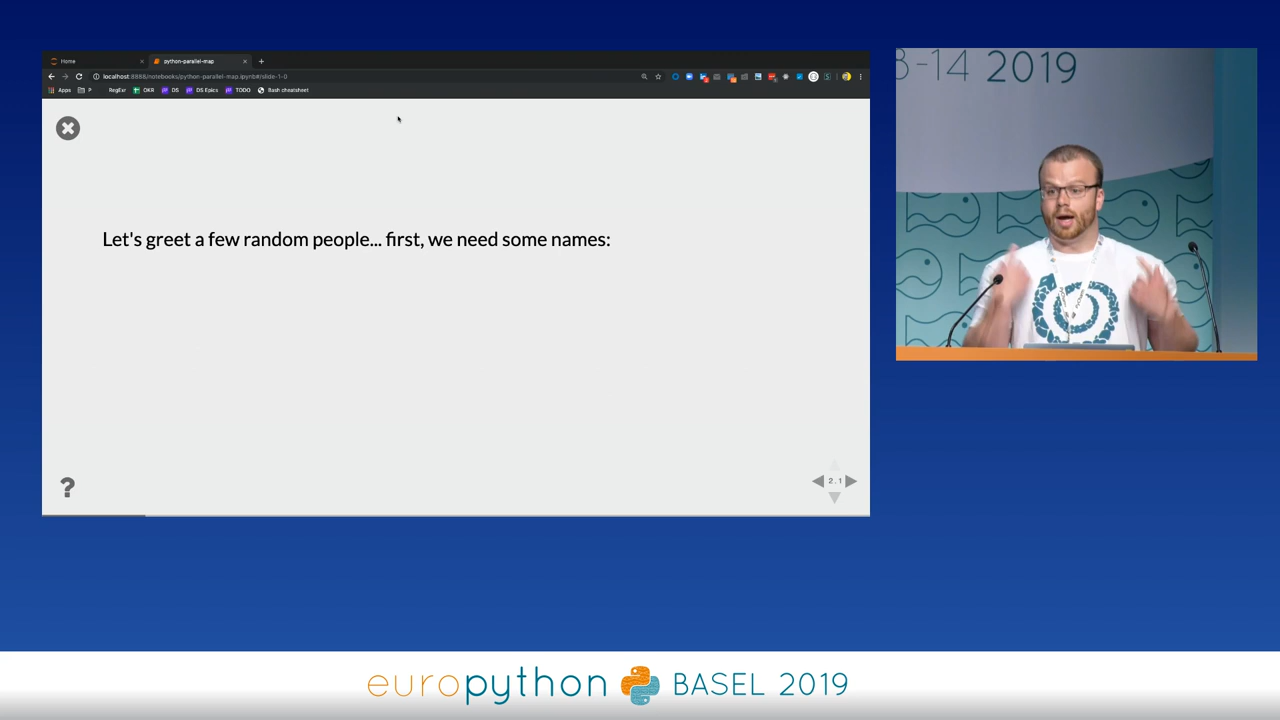 Home
python-parallel-map
localhost:8888/notebooks/python-parallel-map.ipynb#/slide-1-0
Apps P RegExr OKR DS DS Epics TODO Bash cheatsheet
Let's greet a few random people... first, we need some names:
?
2.1
8-14 2019
europython BASEL 2019